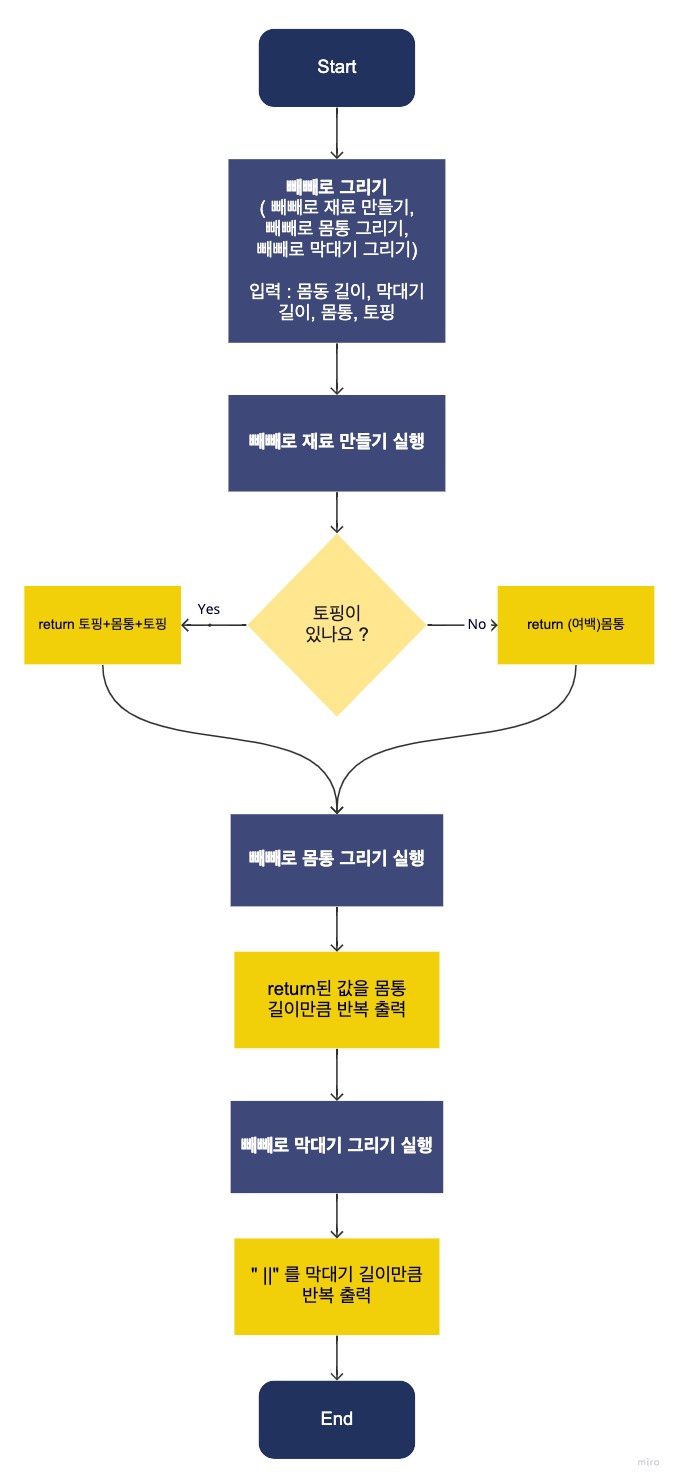 Start
빼빼로 그리기
( 빼빼로 재료 만들기,
빼빼로 몸통 그리기,
빼빼로 막대기 그리기)
입력 : 몸동 길이, 막대기
길이, 몸통, 토핑
빼빼로 재료 만들기 실행
토핑이
있나요 ?
Yes
No
return 토핑+몸통+토핑
return (여백)몸통
빼빼로 몸통 그리기 실행
return된 값을 몸통
길이만큼 반복 출력
빼빼로 막대기 그리기 실행
" ||" 를 막대기 길이만큼
반복 출력
End
miro